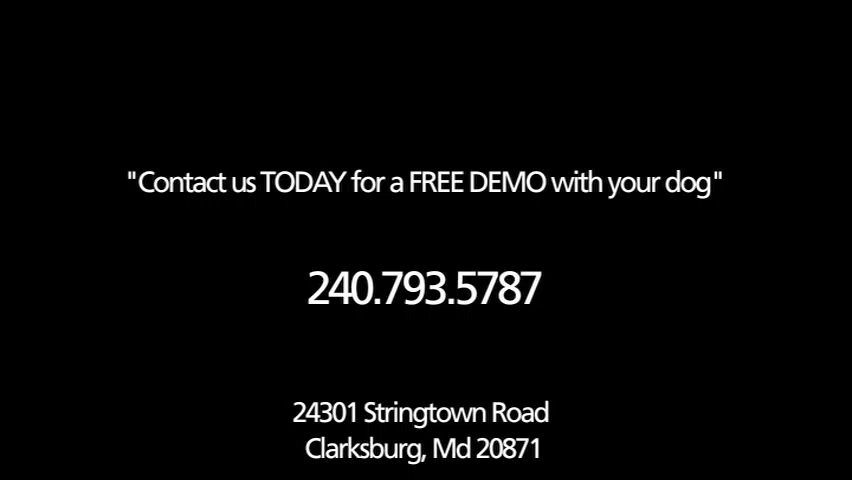 "Contact us TODAY for a FREE DEMO with your dog"
240.793.5787
24301 Stringtown Road
Clarksburg, Md 20871